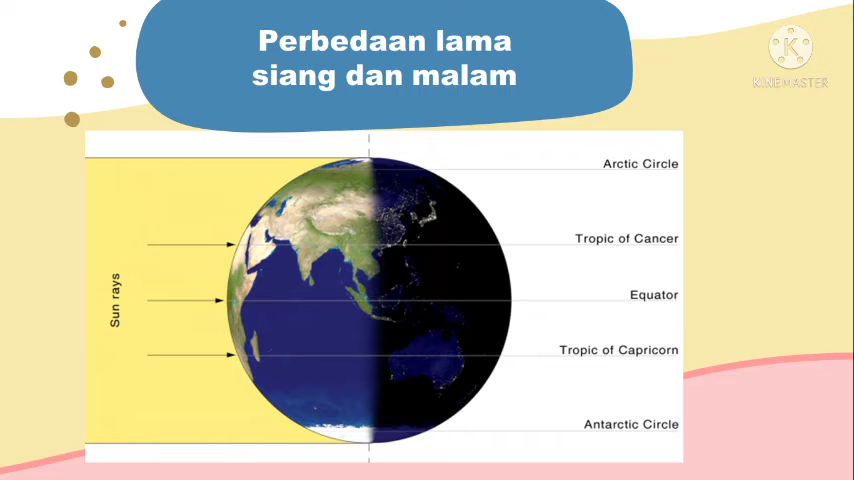 Perbedaan lama
siang dan malam
K
KINEMASTER
Arctic Circle
Tropic of Cancer
Sun rays
Equator
Tropic of Capricorn
Antarctic Circle